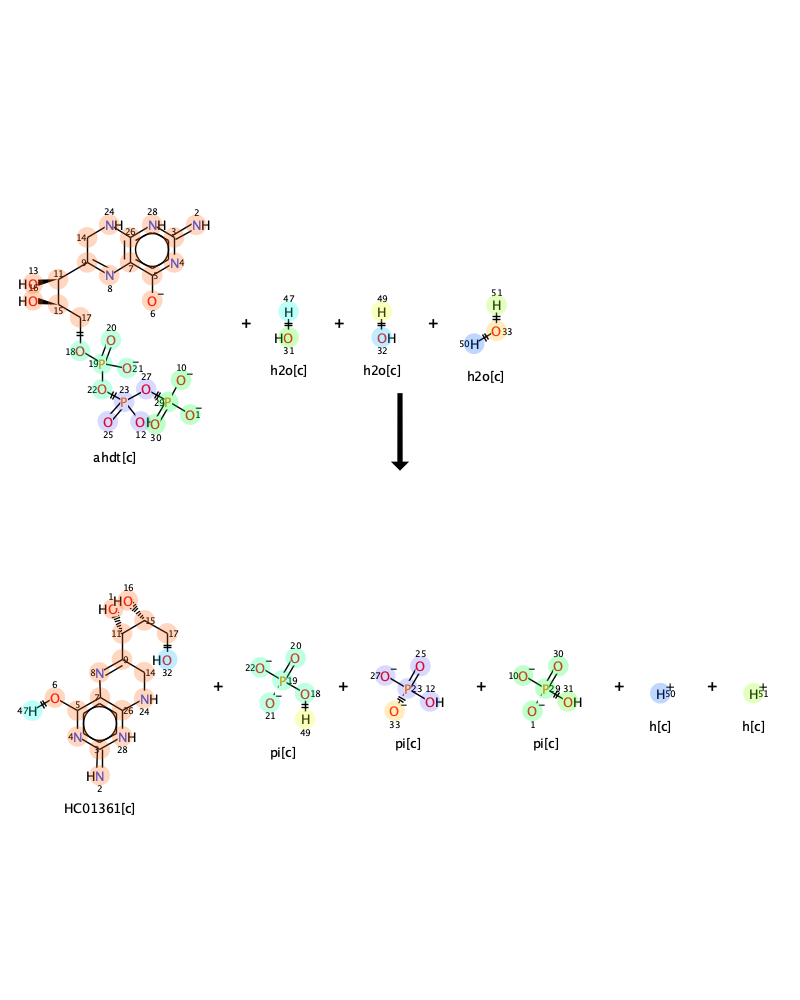 24 28 2
NH NH NH
14 26 3
9 7 N 4
N 5
13 11 8
HO
16 O −
HO 15 6
17
47 49 51
H H H
20
O
18 O 19 P O − 21 10
+ HO + OH + 50 H O 33
31 32
22 O 23 27 O −
P O 29 P O − 1
O OH O
25 12 30
h2o[c] h2o[c] h2o[c]
ahdt[c]
16
HO
HO 15
11 17
25
20 O 30
O O
9 HO
32
8 N 14 22 O − 27 O − 10 O −
6 P 19 P 23 12 P 29 31
O 7 NH + O 18 + OH + OH + H + 50 + H + 51
47 H 5 26 24 O − O − O −
21 H 33 1
4 N NH 49
3 28
h[c] h[c]
pi[c] pi[c] pi[c]
HN
2
HC01361[c]